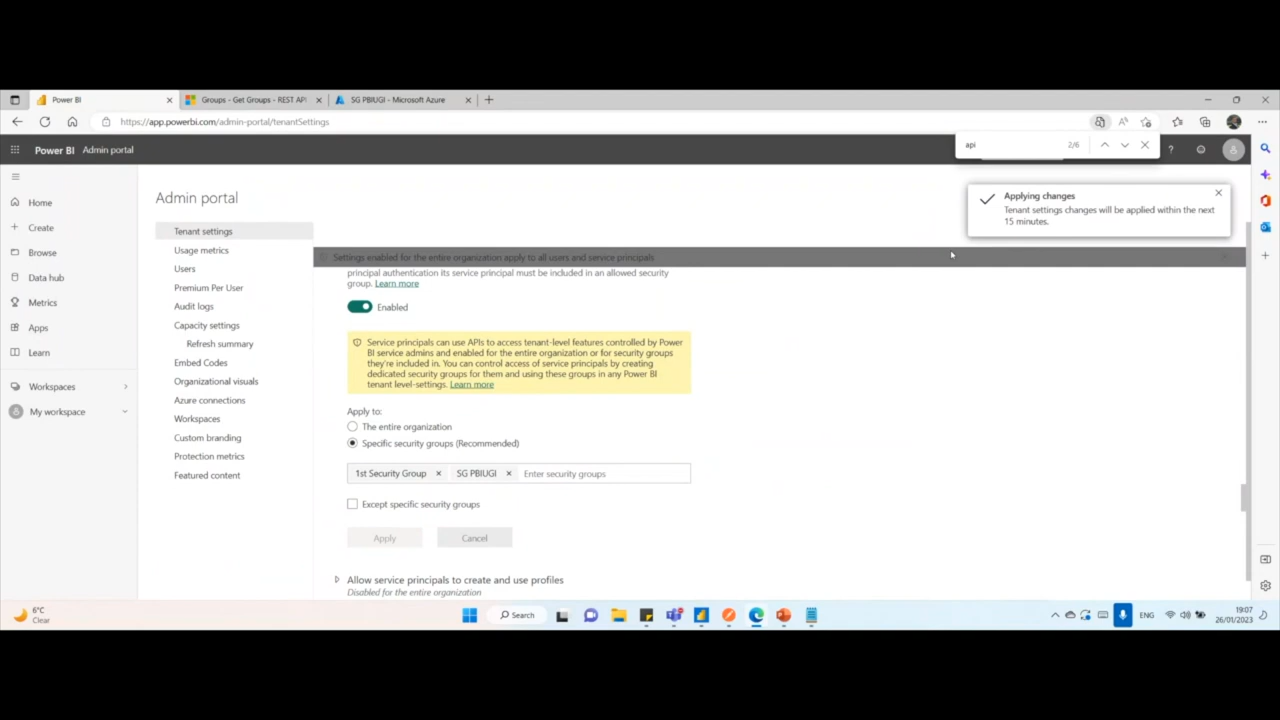 Power BI
Groups - Get Groups - REST API
SG PBIUGI - Microsoft Azure
https://app.powerbi.com/admin-portal/tenantSettings
Power BI Admin portal
api
2/6
Applying changes
Tenant settings changes will be applied within the next
15 minutes.
Home
Create
Browse
Data hub
Metrics
Apps
Learn
Workspaces
My workspace
Admin portal
Tenant settings
Usage metrics
Users
Premium Per User
Audit logs
Capacity settings
Refresh summary
Embed Codes
Organizational visuals
Azure connections
Workspaces
Custom branding
Protection metrics
Featured content
Settings enabled for the entire organization apply to all users and service principals
principal authentication its service principal must be included in an allowed security
group. Learn more
Enabled
Service principals can use APIs to access tenant-level features controlled by Power
BI service admins and enabled for the entire organization or for security groups
they're included in. You can control access of service principals by creating
dedicated security groups for them and using these groups in any Power BI
tenant level-settings. Learn more
Apply to:
The entire organization
Specific security groups (Recommended)
1st Security Group SG PBIUGI Enter security groups
Except specific security groups
Apply Cancel
Allow service principals to create and use profiles
Disabled for the entire organization
6°C
Clear
Search
ENG
19:07
26/01/2023